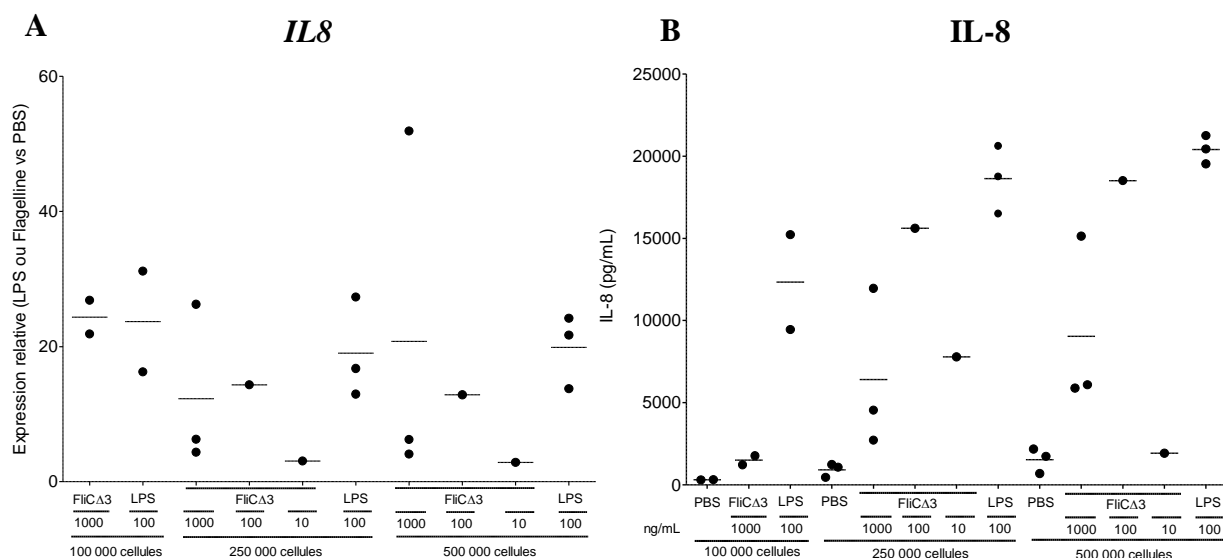 A
IL8
Expression relative (LPS ou Flagelline vs PBS)
60
40
20
0
FliCΔ3 LPS FliCΔ3 LPS FliCΔ3 LPS
1000 100 1000 100 10 100 1000 100 10 100
100 000 cellules 250 000 cellules 500 000 cellules
B
IL-8
IL-8 (pg/mL)
25000
20000
15000
10000
5000
0
PBS FliCΔ3 LPS PBS FliCΔ3 LPS PBS FliCΔ3 LPS
ng/mL 1000 100 1000 100 10 100 1000 100 10 100
100 000 cellules 250 000 cellules 500 000 cellules